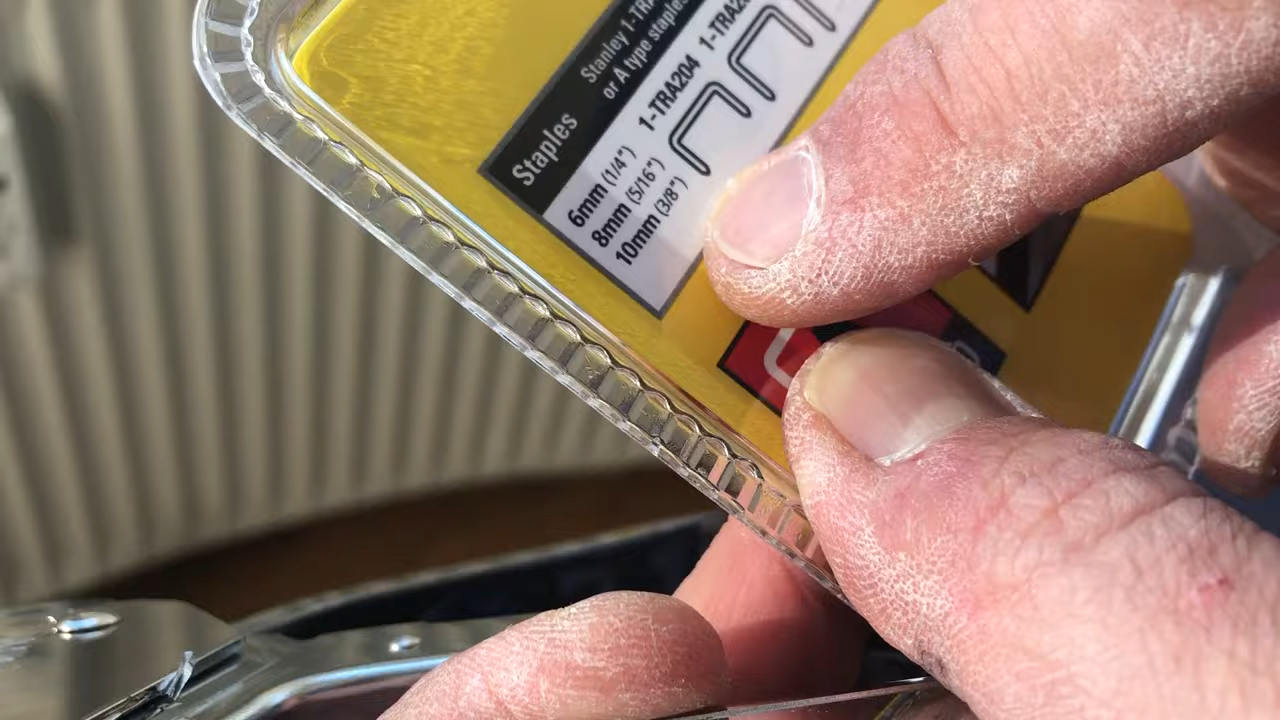 Staples
Stanley 1-TRA
or A type staples
1-TRA204 1-TRA20
6mm (1/4")
8mm (5/16")
10mm (3/8")